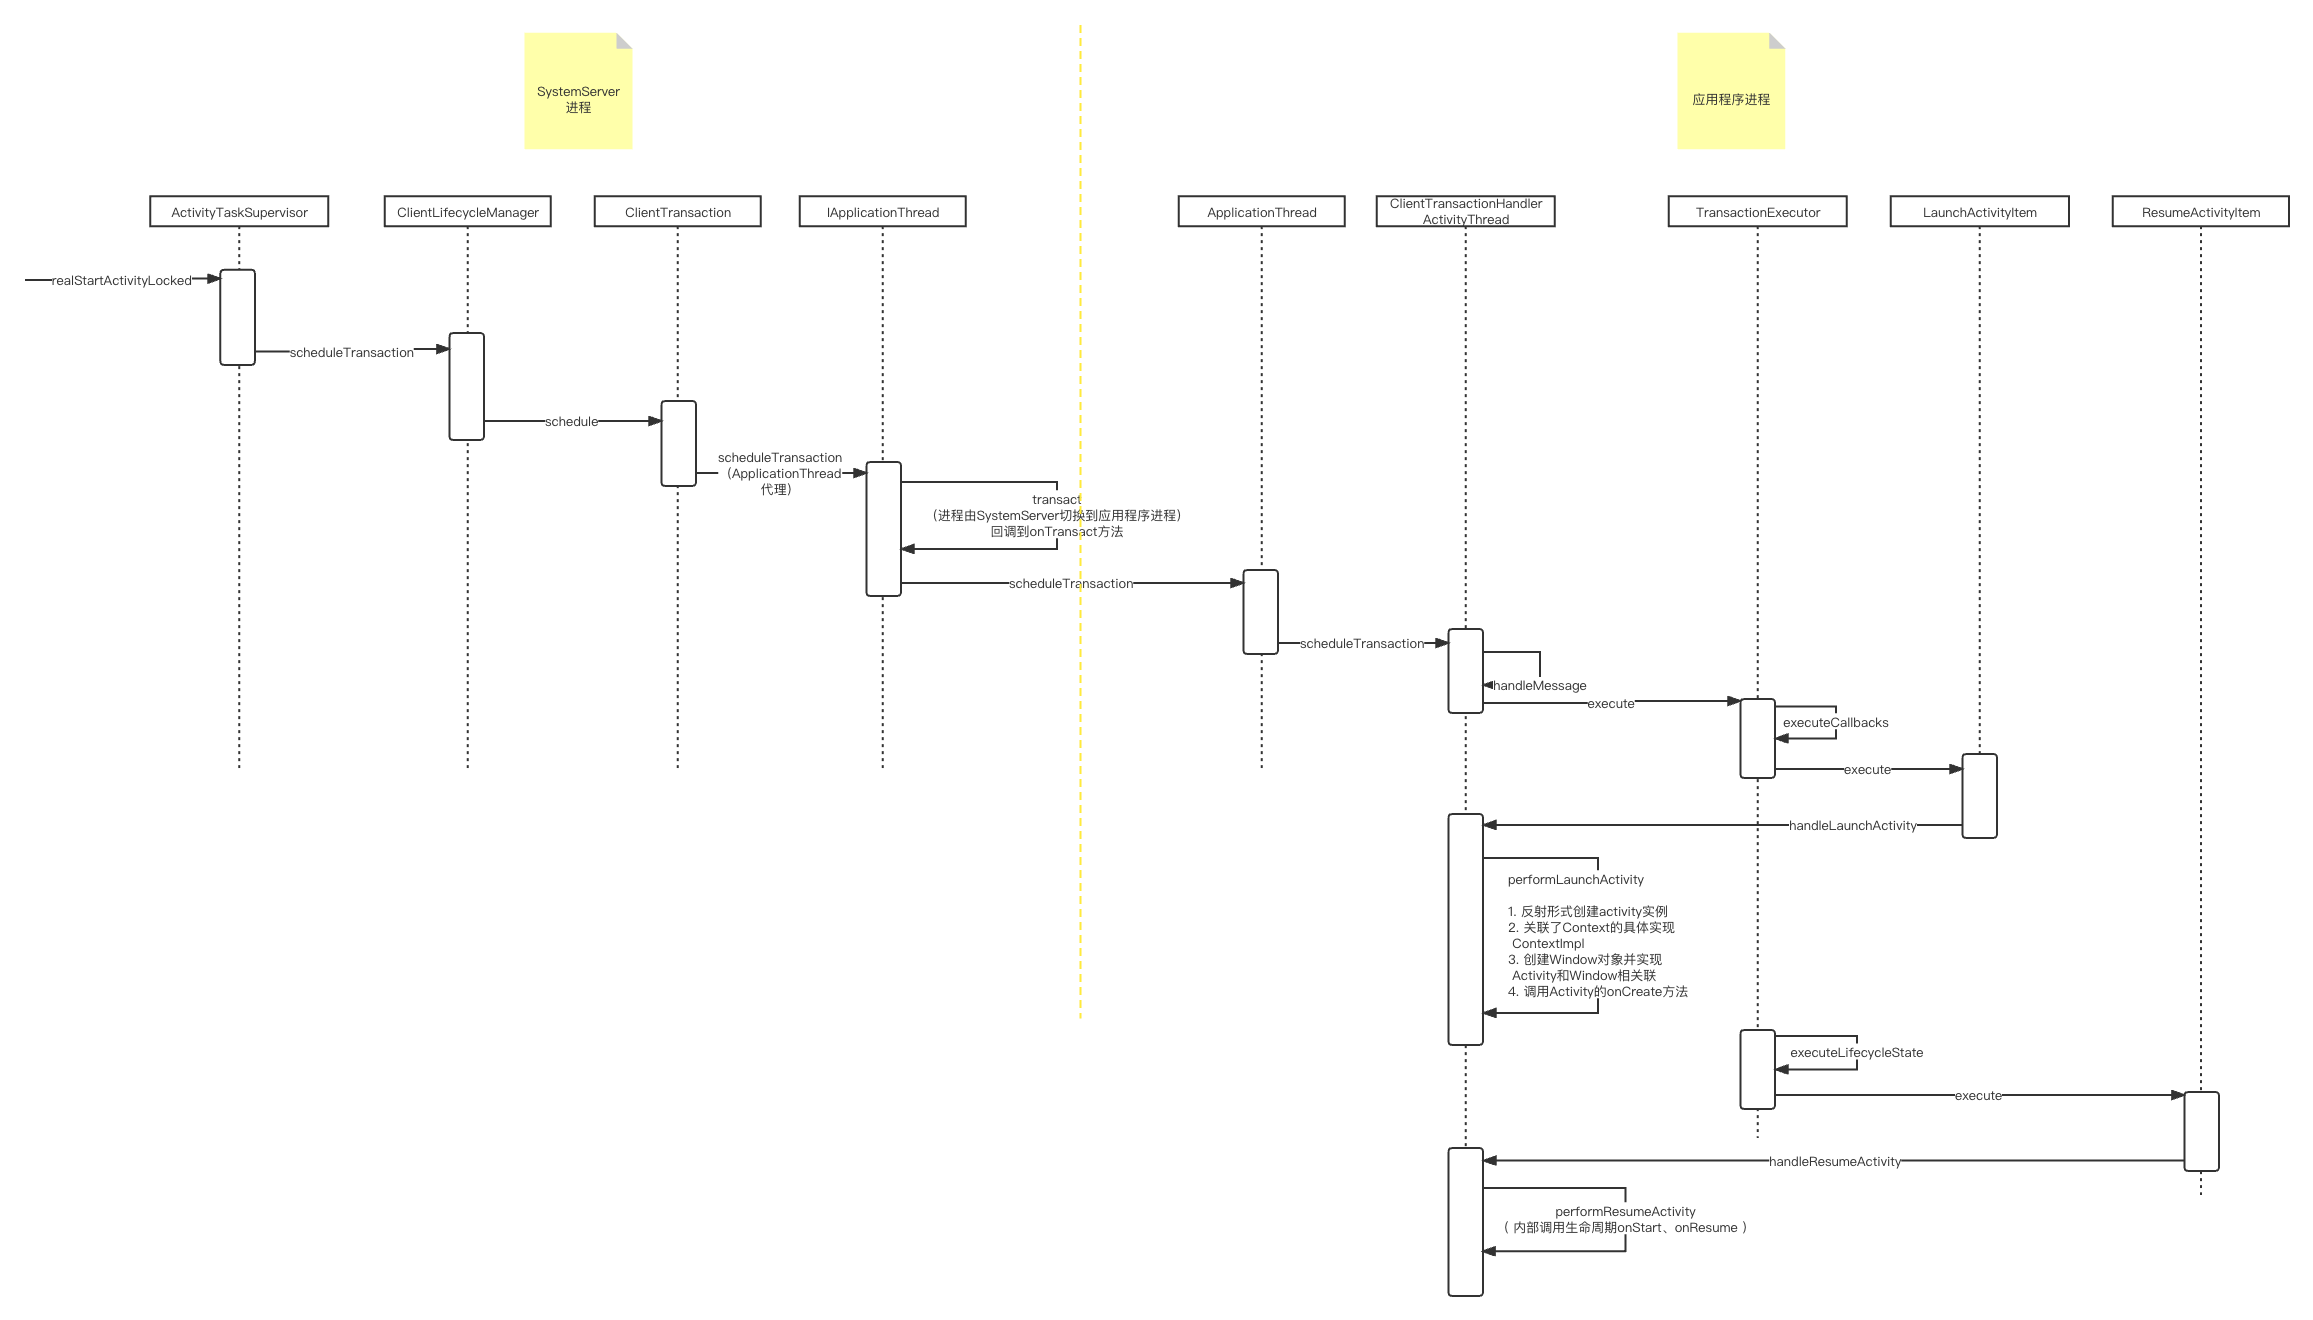 SystemServer
进程
应用程序进程
ActivityTaskSupervisor
ClientLifecycleManager
ClientTransaction
IApplicationThread
ApplicationThread
ClientTransactionHandler
ActivityThread
TransactionExecutor
LaunchActivityItem
ResumeActivityItem
realStartActivityLocked
scheduleTransaction
schedule
scheduleTransaction
（ApplicationThread
代理）
transact
（进程由SystemServer切换到应用程序进程）
回调到onTransact方法
scheduleTransaction
scheduleTransaction
handleMessage
execute
executeCallbacks
execute
handleLaunchActivity
performLaunchActivity
1. 反射形式创建activity实例
2. 关联了Context的具体实现
ContextImpl
3. 创建Window对象并实现
Activity和Window相关联
4. 调用Activity的onCreate方法
executeLifecycleState
execute
handleResumeActivity
performResumeActivity
（ 内部调用生命周期onStart、onResume ）